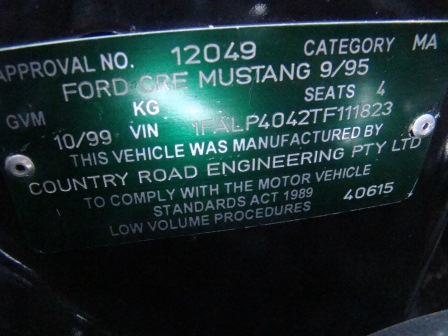 APPROVAL NO. 12049 CATEGORY MA
FORD CRE MUSTANG 9/95
GVM KG SEATS 4
10/99 VIN 1FALP4042TF111823
THIS VEHICLE WAS MANUFACTURED BY
COUNTRY ROAD ENGINEERING PTY LTD
TO COMPLY WITH THE MOTOR VEHICLE
STANDARDS ACT 1989 40615
LOW VOLUME PROCEDURES